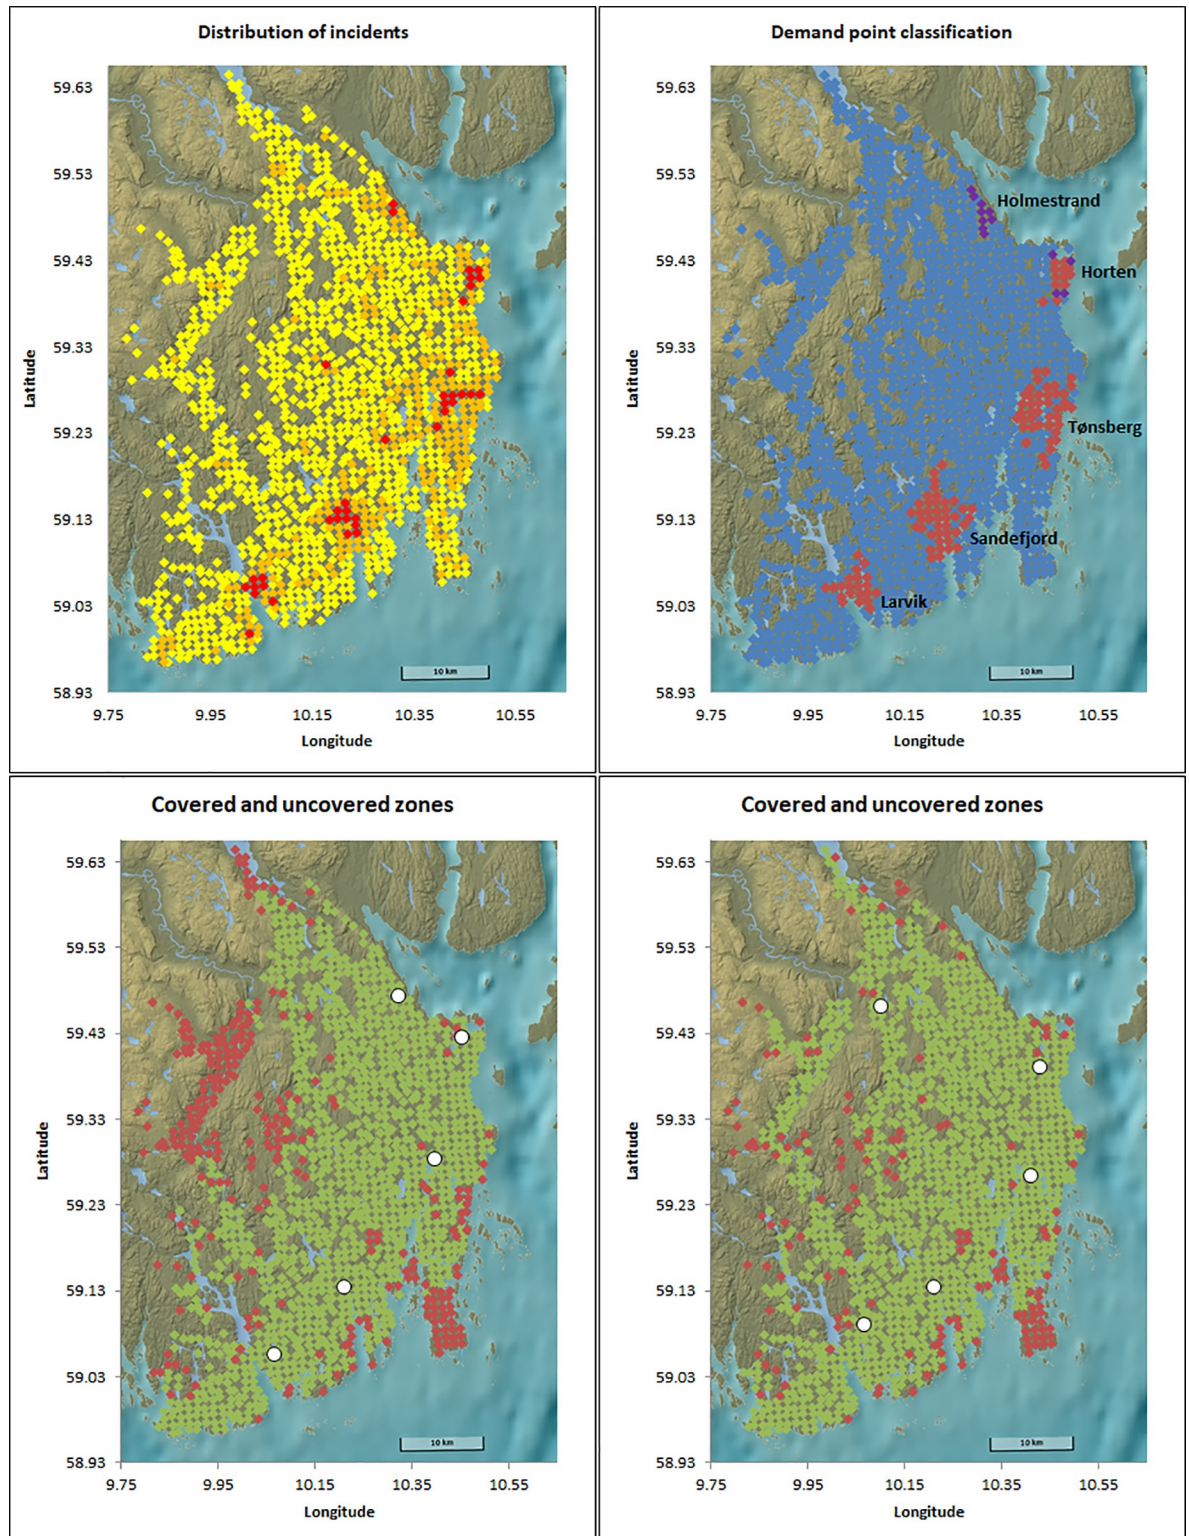 Distribution of incidents
59.63
59.53
59.43
59.33
59.23
59.13
59.03
58.93
Latitude
10 km
9.75 9.95 10.15 10.35 10.55
Longitude
Demand point classification
59.63
59.53
59.43
59.33
59.23
59.13
59.03
58.93
Latitude
Holmestrand
Horten
Tønsberg
Sandefjord
Larvik
10 km
9.75 9.95 10.15 10.35 10.55
Longitude
Covered and uncovered zones
59.63
59.53
59.43
59.33
59.23
59.13
59.03
58.93
Latitude
10 km
9.75 9.95 10.15 10.35 10.55
Longitude
Covered and uncovered zones
59.63
59.53
59.43
59.33
59.23
59.13
59.03
58.93
Latitude
10 km
9.75 9.95 10.15 10.35 10.55
Longitude